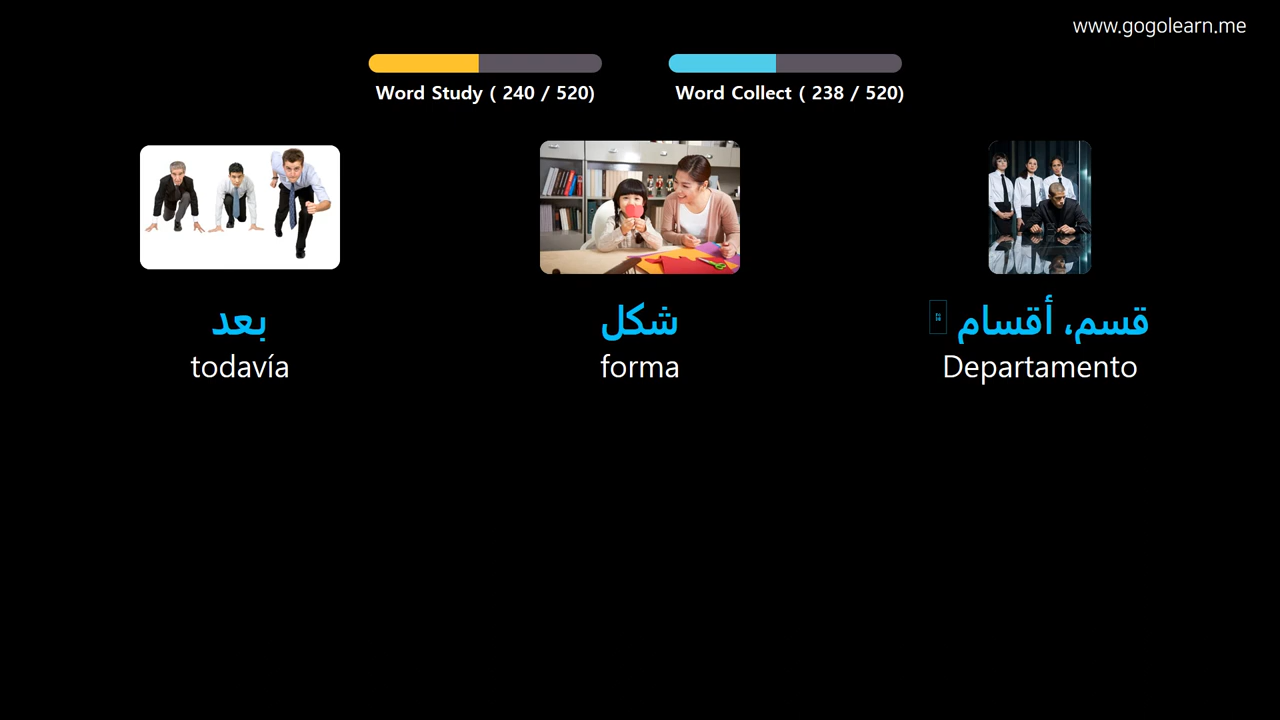 www.gogolearn.me
Word Study ( 240 / 520)
Word Collect ( 238 / 520)
بعد
todavía
شكل
forma
قسم، أقسام
Departamento